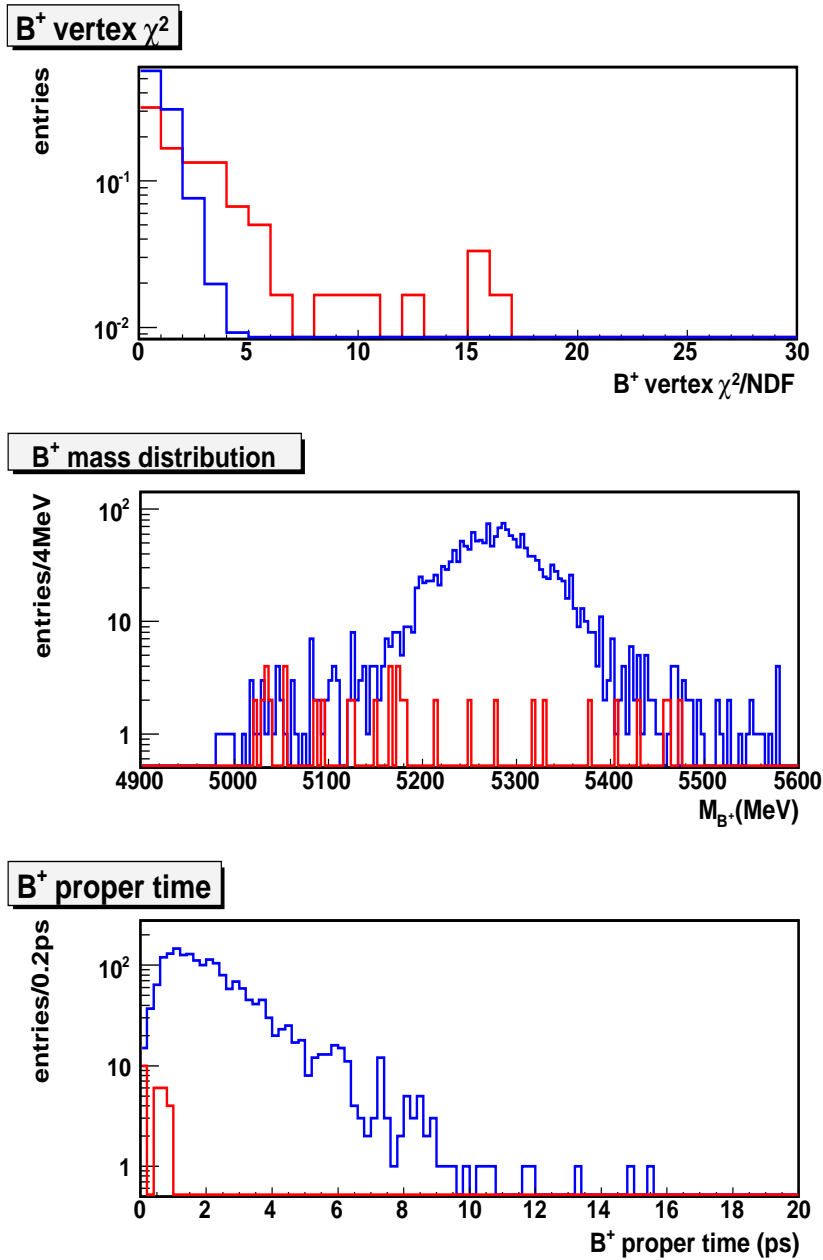 B⁺ vertex χ²
entries
10⁻¹
10⁻²
0 5 10 15 20 25 30
B⁺ vertex χ²/NDF
B⁺ mass distribution
entries/4MeV
10²
10
1
4900 5000 5100 5200 5300 5400 5500 5600
M_B⁺(MeV)
B⁺ proper time
entries/0.2ps
10²
10
1
0 2 4 6 8 10 12 14 16 18 20
B⁺ proper time (ps)